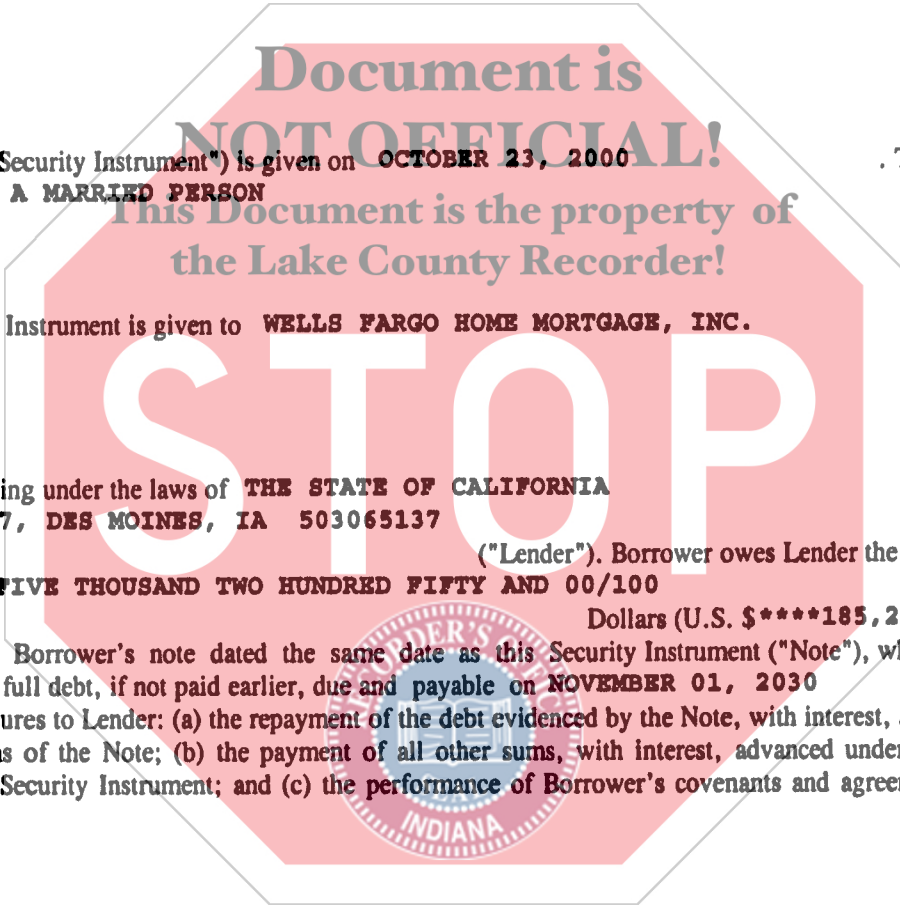 Document is
NOT OFFICIAL!
Security Instrument") is given on OCTOBER 23, 2000 .
A MARRIED PERSON
This Document is the property of
the Lake County Recorder!
Instrument is given to WELLS FARGO HOME MORTGAGE, INC.
STOP
ing under the laws of THE STATE OF CALIFORNIA
7, DES MOINES, IA 503065137
("Lender"). Borrower owes Lender the
FIVE THOUSAND TWO HUNDRED FIFTY AND 00/100
Dollars (U.S. $****185,2
Borrower's note dated the same date as this Security Instrument ("Note"), wh
full debt, if not paid earlier, due and payable on NOVEMBER 01, 2030
ures to Lender: (a) the repayment of the debt evidenced by the Note, with interest,
s of the Note; (b) the payment of all other sums, with interest, advanced under
Security Instrument; and (c) the performance of Borrower's covenants and agree
RECORDER'S OFFICE
SEAL
INDIANA